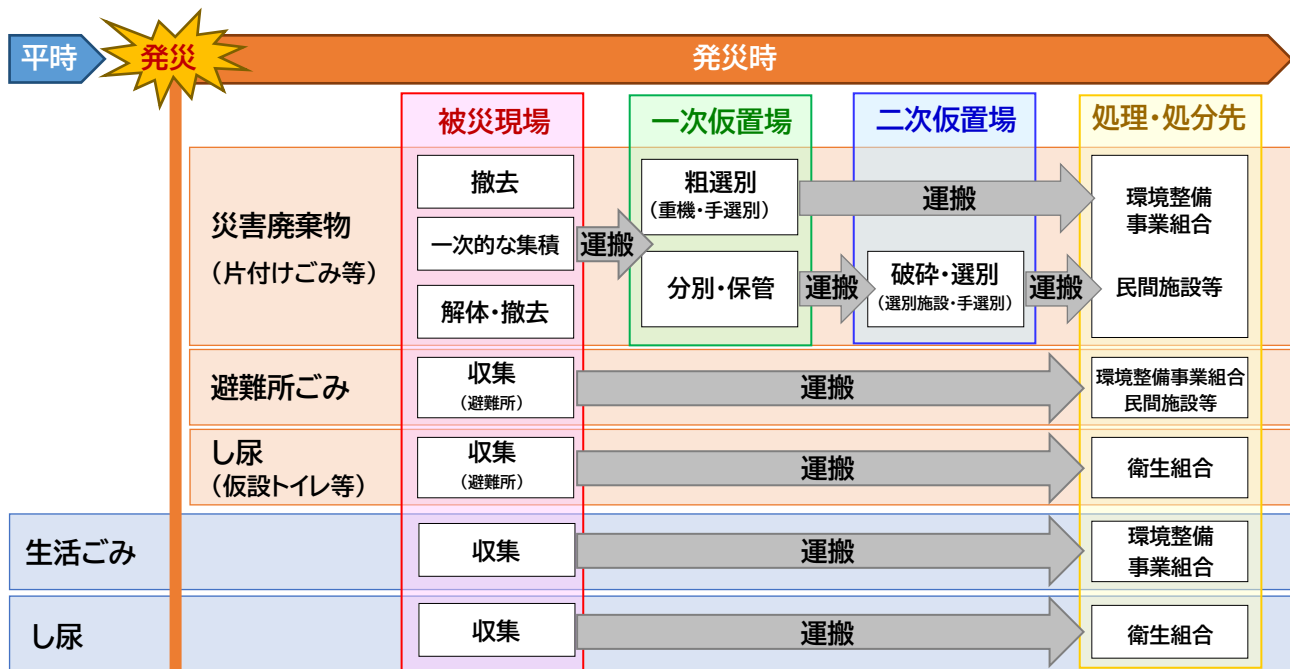 平時
発災
発災時
被災現場
一次仮置場
二次仮置場
処理・処分先
災害廃棄物
（片付けごみ等）
撤去
一次的な集積
解体・撤去
運搬
粗選別
（重機・手選別）
分別・保管
運搬
運搬
破砕・選別
（選別施設・手選別）
運搬
環境整備
事業組合
民間施設等
避難所ごみ
収集
（避難所）
運搬
環境整備事業組合
民間施設等
し尿
（仮設トイレ等）
収集
（避難所）
運搬
衛生組合
生活ごみ
収集
運搬
環境整備
事業組合
し尿
収集
運搬
衛生組合